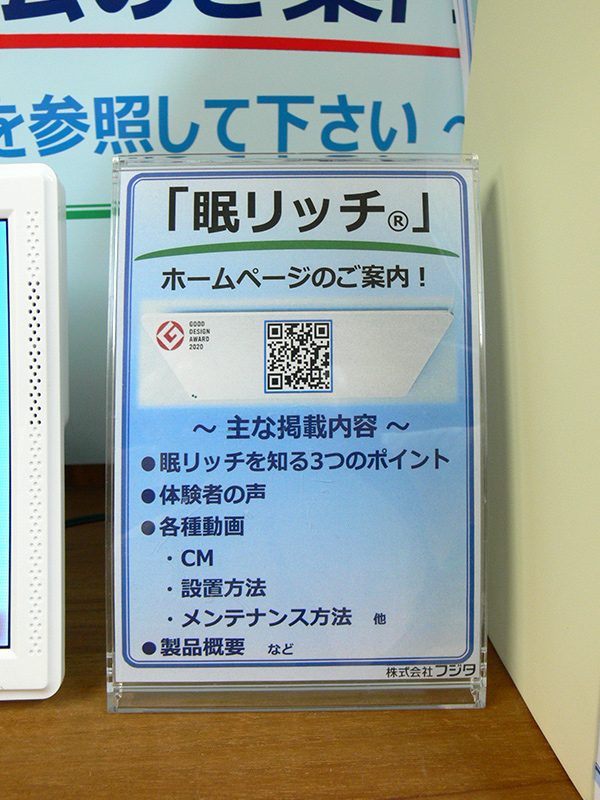 を参照して下さい ～
「眠リッチ®」
ホームページのご案内！
GOOD
DESIGN
AWARD
2020
～ 主な掲載内容 ～
●眠リッチを知る3つのポイント
●体験者の声
●各種動画
・CM
・設置方法
・メンテナンス方法 他
●製品概要 など
株式会社フジタ